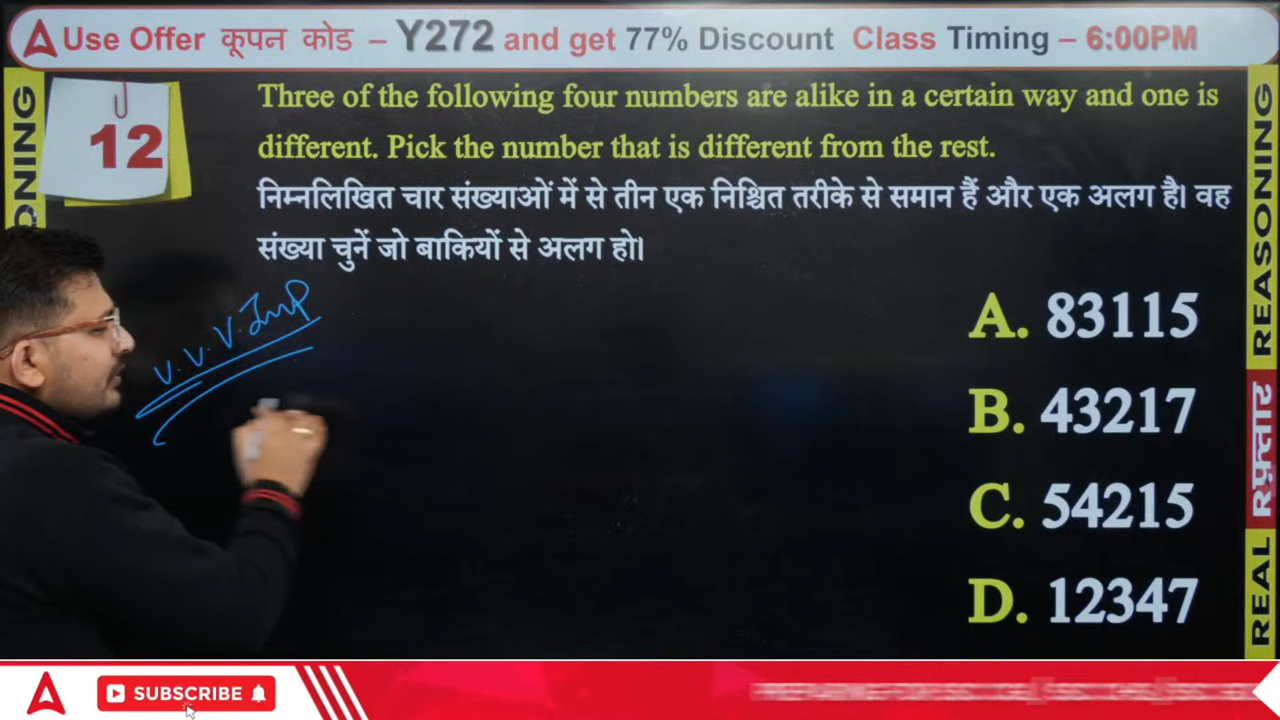 Use Offer कूपन कोड – Y272 and get 77% Discount Class Timing – 6:00PM
ONING
12
Three of the following four numbers are alike in a certain way and one is
different. Pick the number that is different from the rest.
निम्नलिखित चार संख्याओं में से तीन एक निश्चित तरीके से समान हैं और एक अलग है। वह
संख्या चुनें जो बाकियों से अलग हो।
V. V. V. Imp
A. 83115
B. 43217
C. 54215
D. 12347
REAL रफ़्तार REASONING
SUBSCRIBE